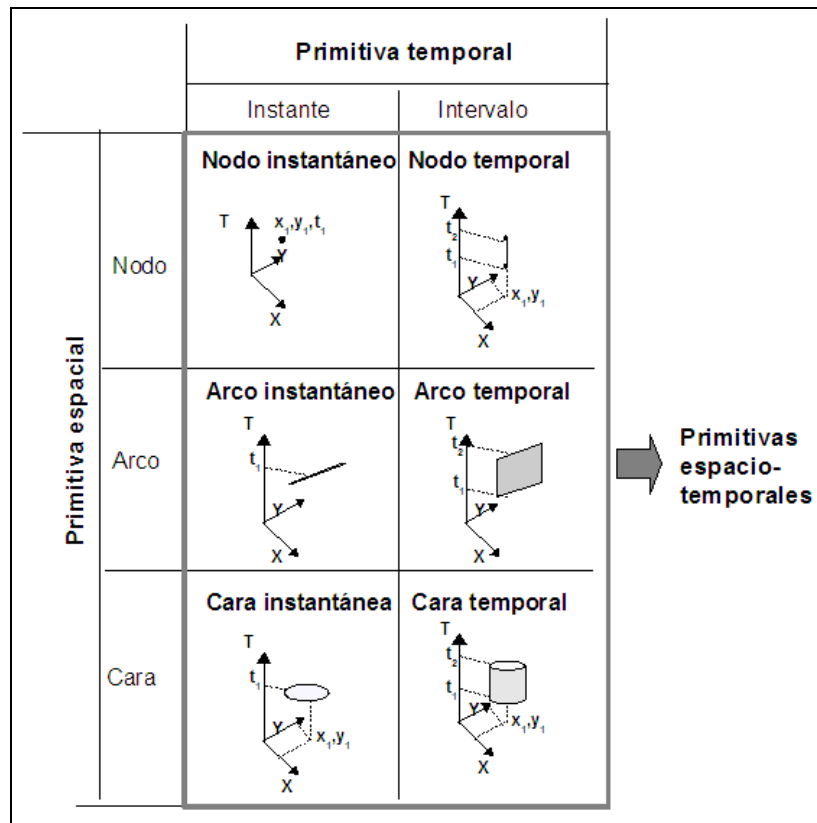 Primitiva temporal
Instante
Intervalo
Primitiva espacial
Nodo
Nodo instantáneo
T
x₁,y₁,t₁
Y
X
Nodo temporal
T
t₂
t₁
Y
x₁,y₁
X
Arco
Arco instantáneo
T
t₁
Y
X
Arco temporal
T
t₂
t₁
Y
X
Primitivas
espacio-
temporales
Cara
Cara instantánea
T
t₁
Y
x₁,y₁
X
Cara temporal
T
t₂
t₁
Y
x₁,y₁
X